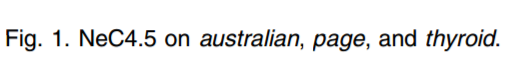 Fig. 1. NeC4.5 on australian, page, and thyroid.